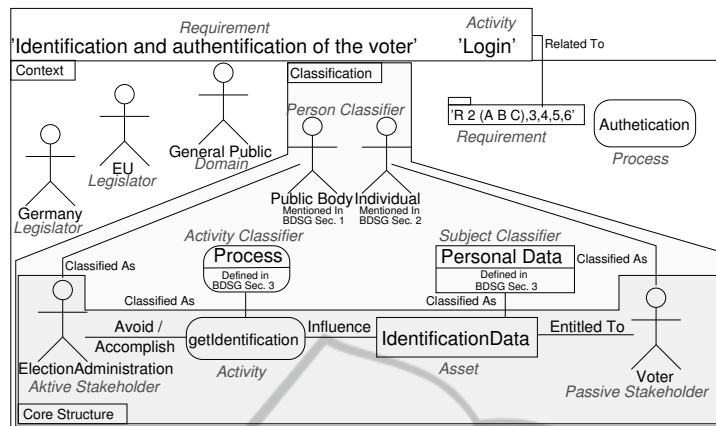 Requirement
Activity
'Identification and authentification of the voter'
'Login'
Related To
Context
Classification
Person Classifier
'R 2 (A B C),3,4,5,6'
Requirement
Authetication
Process
General Public
Domain
EU
Legislator
Germany
Legislator
Public Body
Mentioned In
BDSG Sec. 1
Individual
Mentioned In
BDSG Sec. 2
Activity Classifier
Process
Defined in
BDSG Sec. 3
Subject Classifier
Personal Data
Defined in
BDSG Sec. 3
Classified As
Classified As
Classified As
Classified As
Avoid /
Accomplish
getIdentification
Activity
Influence
IdentificationData
Asset
Entitled To
ElectionAdministration
Aktive Stakeholder
Voter
Passive Stakeholder
Core Structure